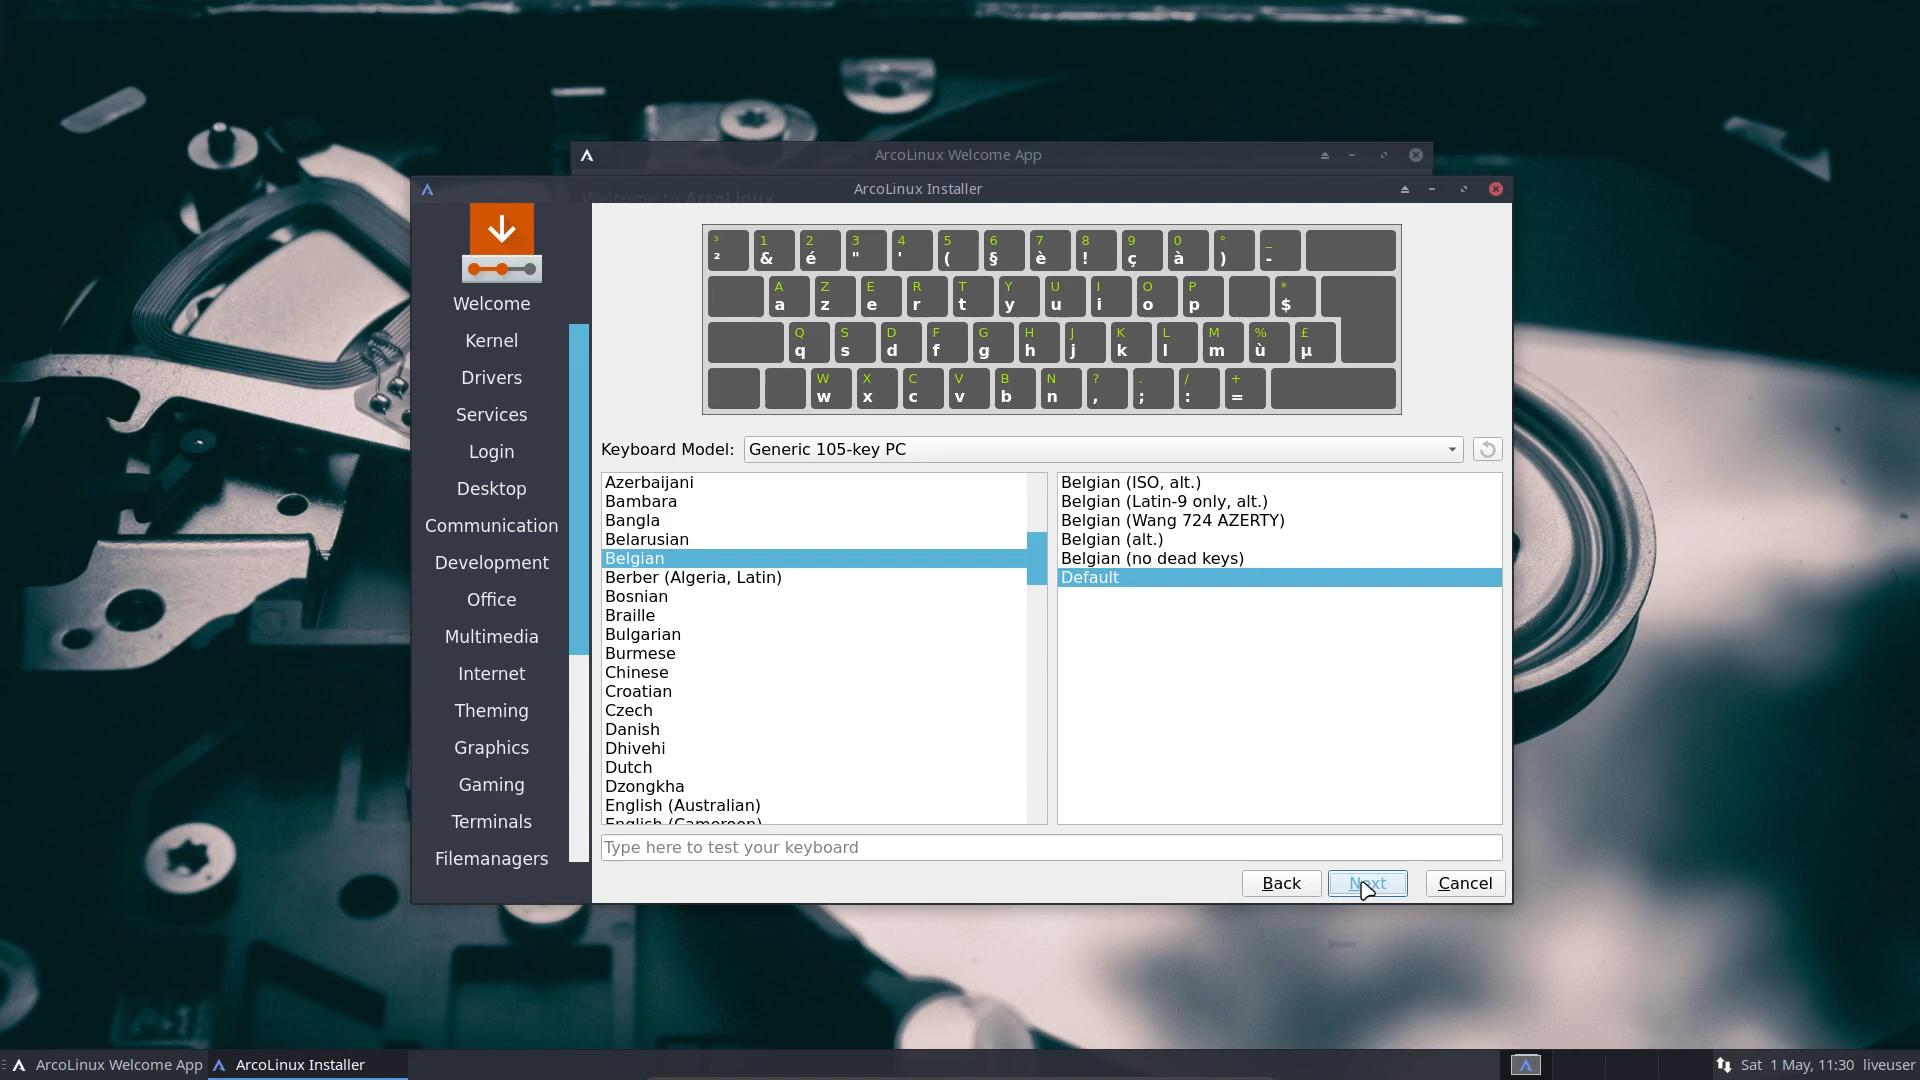 ArcoLinux Welcome App
Welcome to ArcoLinux
ArcoLinux Installer
Welcome
Kernel
Drivers
Services
Login
Desktop
Communication
Development
Office
Multimedia
Internet
Theming
Graphics
Gaming
Terminals
Filemanagers
³ 1 2 3 4 5 6 7 8 9 0 ° _
² & é " ' ( § è ! ç à ) -
A Z E R T Y U I O P *
a z e r t y u i o p $
Q S D F G H J K L M % £
q s d f g h j k l m ù µ
W X C V B N ? . / +
w x c v b n , ; : =
Keyboard Model: Generic 105-key PC
Azerbaijani
Bambara
Bangla
Belarusian
Belgian
Berber (Algeria, Latin)
Bosnian
Braille
Bulgarian
Burmese
Chinese
Croatian
Czech
Danish
Dhivehi
Dutch
Dzongkha
English (Australian)
English (Cameroon)
Belgian (ISO, alt.)
Belgian (Latin-9 only, alt.)
Belgian (Wang 724 AZERTY)
Belgian (alt.)
Belgian (no dead keys)
Default
Type here to test your keyboard
Back Next Cancel
ArcoLinux Welcome App ArcoLinux Installer Sat 1 May, 11:30 liveuser